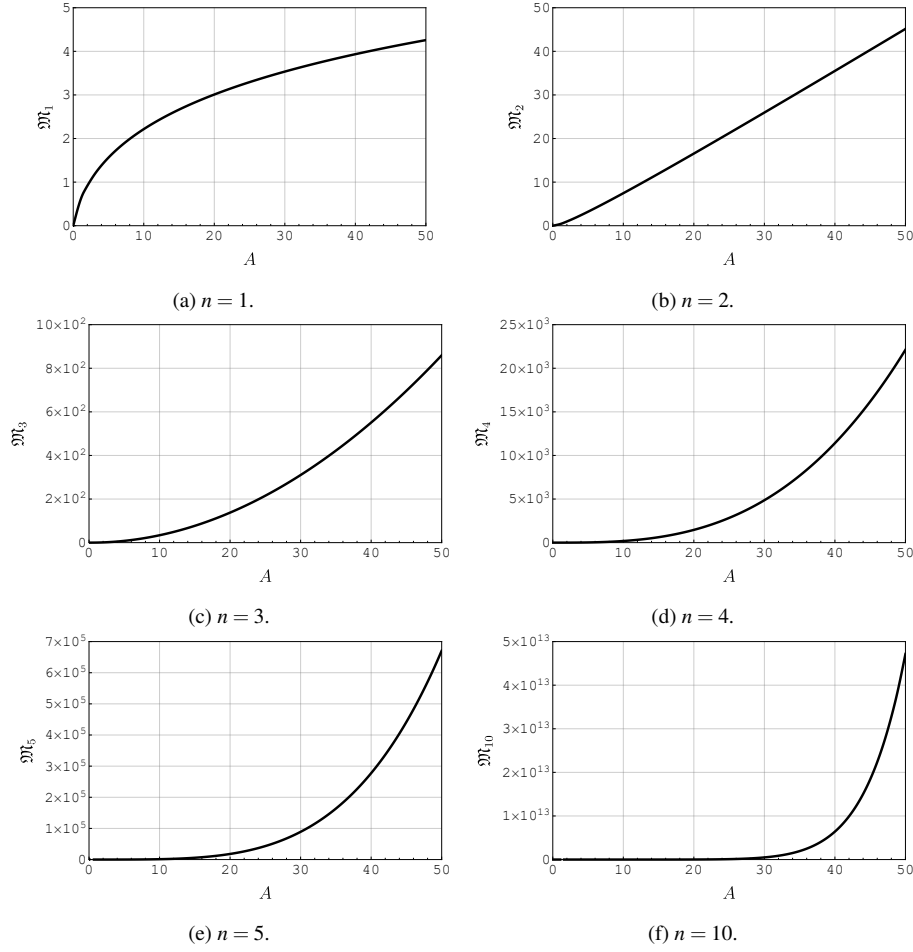 5
4
3
2
1
0
𝔐₁
0 10 20 30 40 50
A
(a) n = 1.
50
40
30
20
10
0
𝔐₂
0 10 20 30 40 50
A
(b) n = 2.
10×10²
8×10²
6×10²
4×10²
2×10²
0
𝔐₃
0 10 20 30 40 50
A
(c) n = 3.
25×10³
20×10³
15×10³
10×10³
5×10³
0
𝔐₄
0 10 20 30 40 50
A
(d) n = 4.
7×10⁵
6×10⁵
5×10⁵
4×10⁵
3×10⁵
2×10⁵
1×10⁵
0
𝔐₅
0 10 20 30 40 50
A
(e) n = 5.
5×10¹³
4×10¹³
3×10¹³
2×10¹³
1×10¹³
0
𝔐₁₀
0 10 20 30 40 50
A
(f) n = 10.